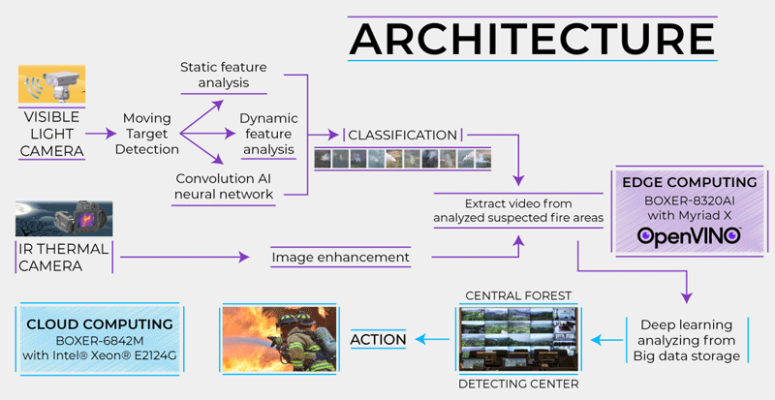 ARCHITECTURE
Static feature
analysis
VISIBLE
LIGHT
CAMERA
Moving
Target
Detection
Dynamic
feature
analysis
CLASSIFICATION
Convolution AI
neural network
Extract video from
analyzed suspected fire areas
EDGE COMPUTING
BOXER-8320AI
with Myriad X
OpenVINO
IR THERMAL
CAMERA
Image enhancement
CLOUD COMPUTING
BOXER-6842M
with Intel® Xeon® E2124G
ACTION
CENTRAL FOREST
DETECTING CENTER
Deep learning
analyzing from
Big data storage